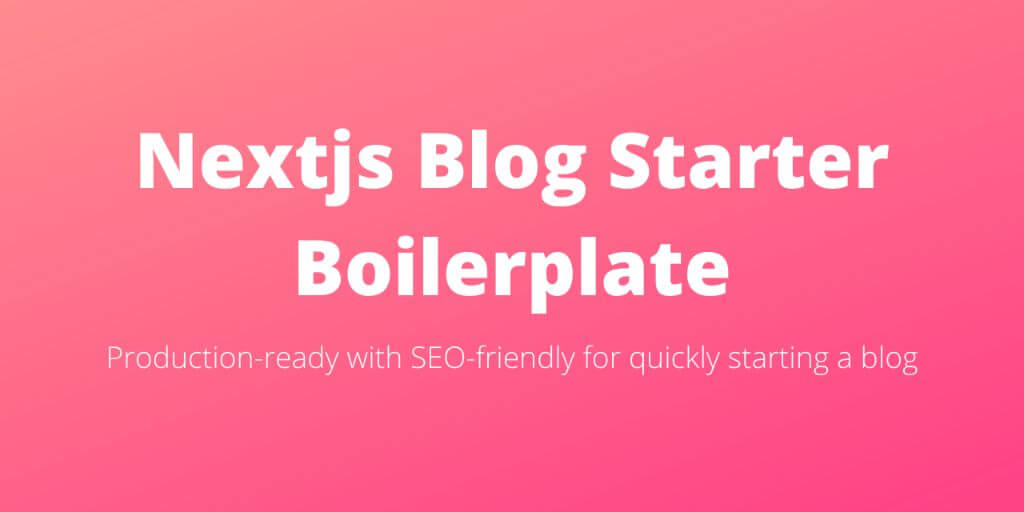 Nextjs Blog Starter
Boilerplate
Production-ready with SEO-friendly for quickly starting a blog